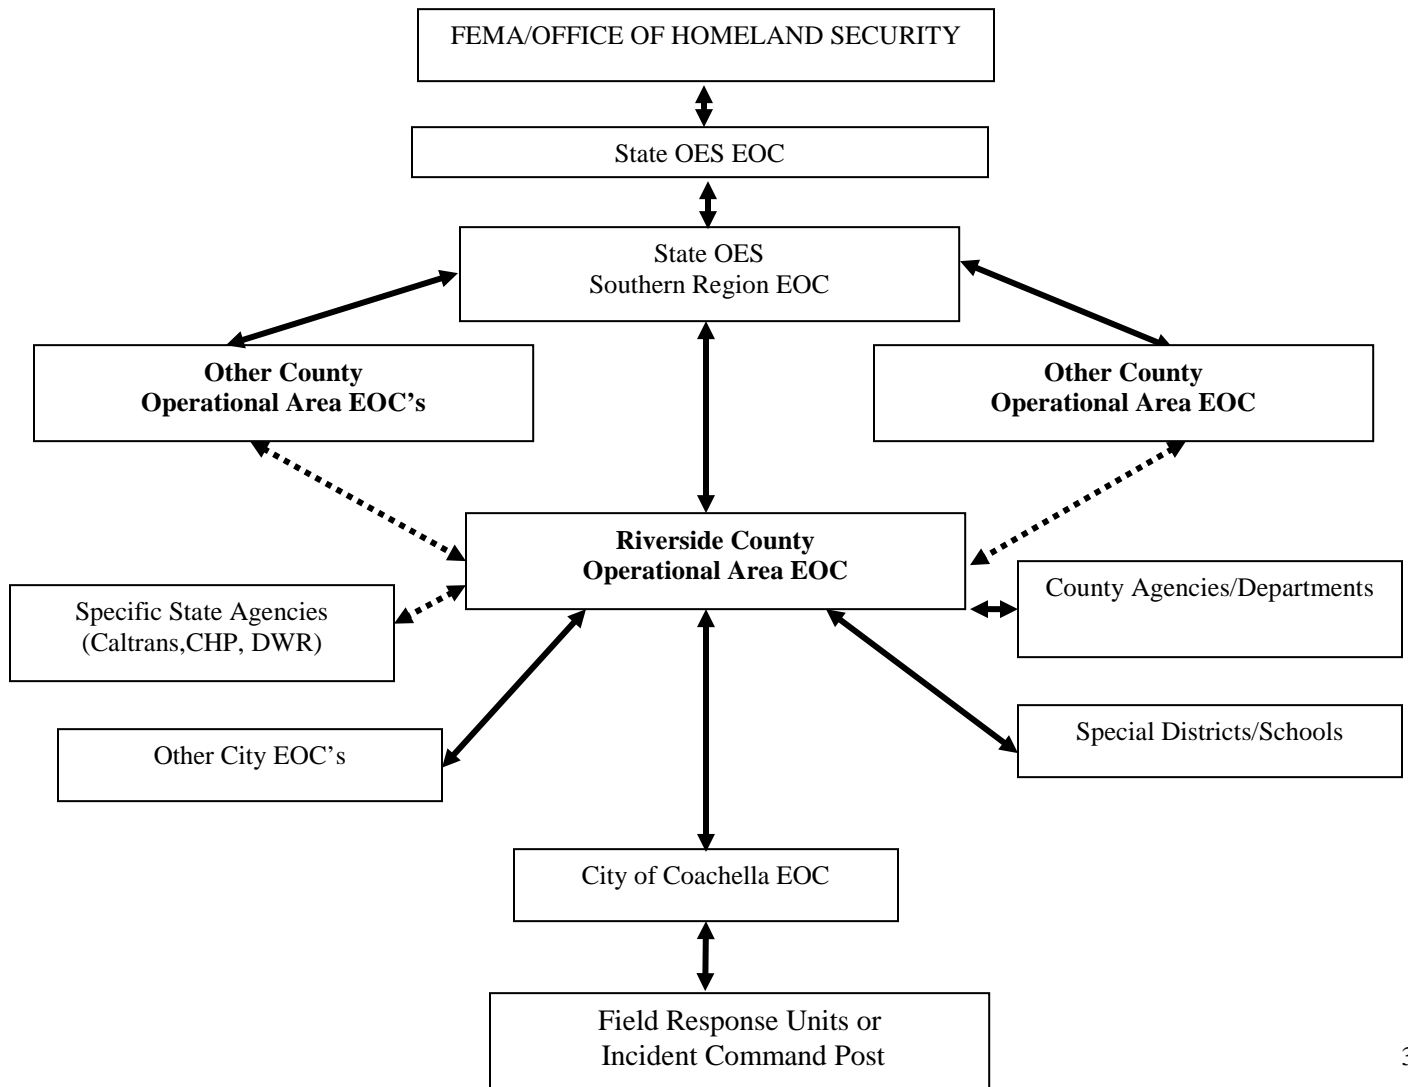 FEMA/OFFICE OF HOMELAND SECURITY
State OES EOC
State OES
Southern Region EOC
Other County
Operational Area EOC’s
Other County
Operational Area EOC
Riverside County
Operational Area EOC
Specific State Agencies
(Caltrans,CHP, DWR)
County Agencies/Departments
Other City EOC’s
Special Districts/Schools
City of Coachella EOC
Field Response Units or
Incident Command Post